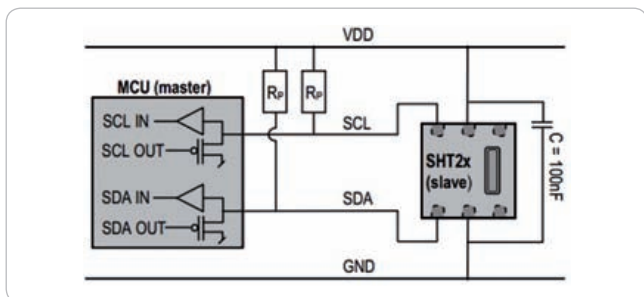 VDD
MCU (master)
RP
RP
SCL IN
SCL
SCL OUT
SHT2x
(slave)
C = 100nF
SDA IN
SDA
SDA OUT
GND